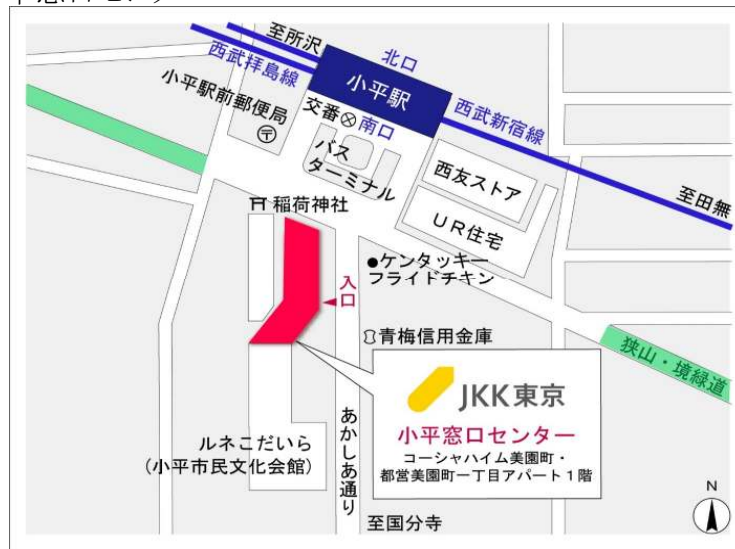 至所沢
北口
西武拝島線
小平駅
小平駅前郵便局
交番
南口
西武新宿線
バス
ターミナル
西友ストア
UR住宅
至田無
稲荷神社
ケンタッキー
フライドチキン
入口
青梅信用金庫
狭山・境緑道
JKK東京
小平窓口センター
コーシャハイム美園町・
都営美園町一丁目アパート1階
あかしあ通り
ルネこだいら
(小平市民文化会館)
至国分寺
N